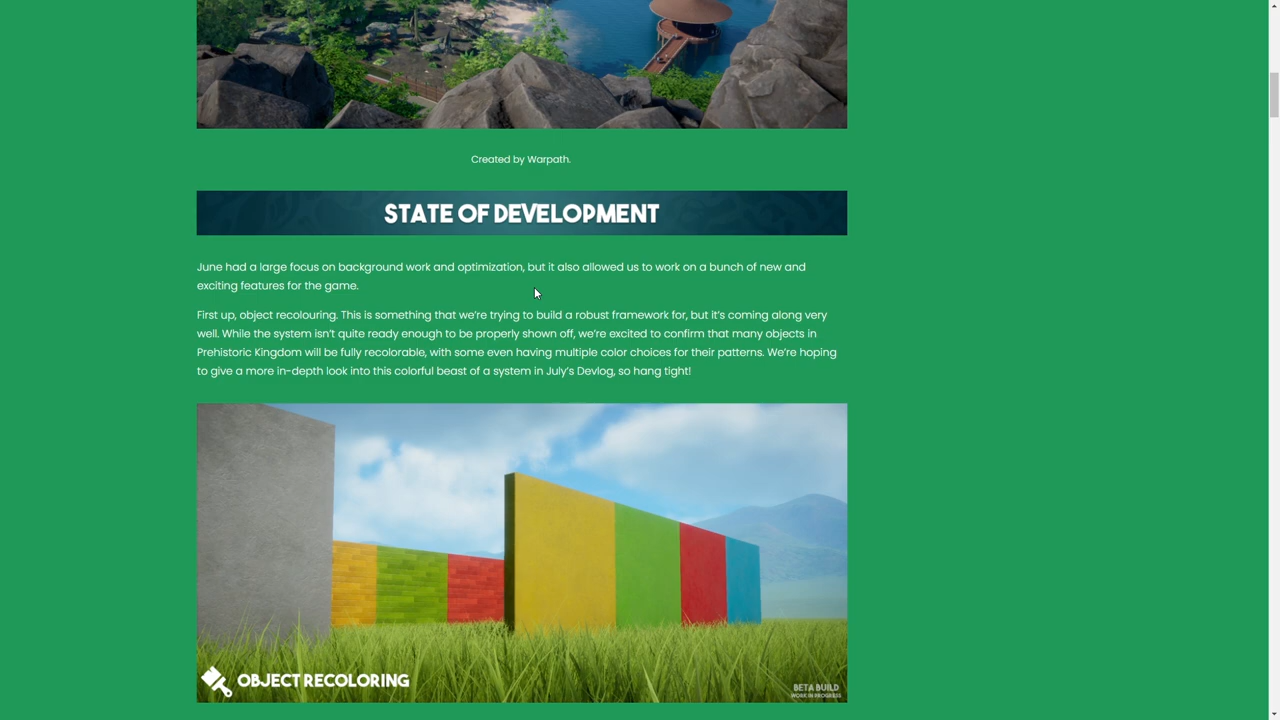 Created by Warpath.
STATE OF DEVELOPMENT
June had a large focus on background work and optimization, but it also allowed us to work on a bunch of new and
exciting features for the game.
First up, object recolouring. This is something that we're trying to build a robust framework for, but it's coming along very
well. While the system isn't quite ready enough to be properly shown off, we're excited to confirm that many objects in
Prehistoric Kingdom will be fully recolorable, with some even having multiple color choices for their patterns. We're hoping
to give a more in-depth look into this colorful beast of a system in July's Devlog, so hang tight!
OBJECT RECOLORING
BETA BUILD
WORK IN PROGRESS